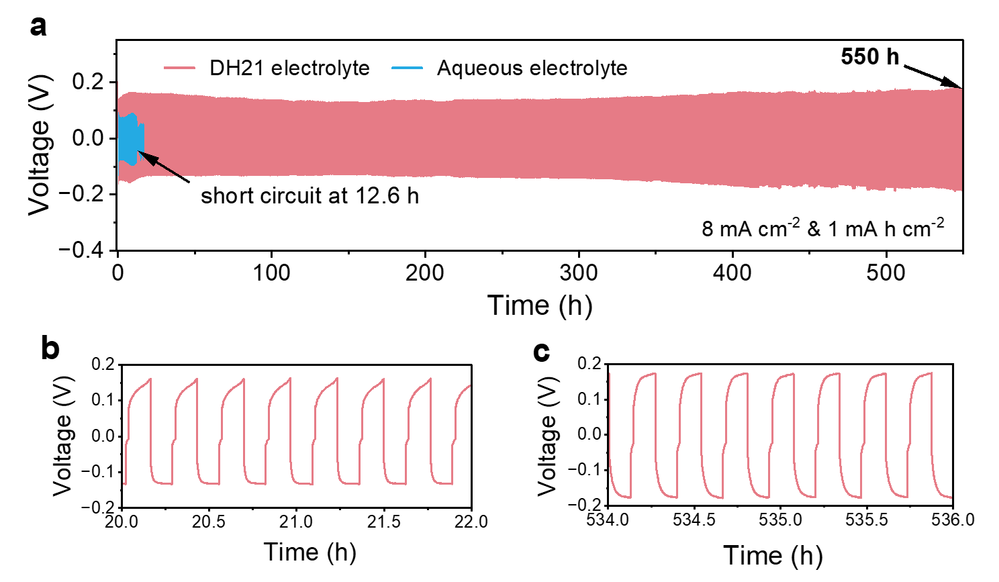 a
DH21 electrolyte
Aqueous electrolyte
550 h
0.2
0.0
−0.2
−0.4
Voltage (V)
short circuit at 12.6 h
8 mA cm-2 & 1 mA h cm-2
0 100 200 300 400 500
Time (h)
b
0.2
0.1
0.0
−0.1
−0.2
Voltage (V)
20.0 20.5 21.0 21.5 22.0
Time (h)
c
0.2
0.1
0.0
−0.1
−0.2
Voltage (V)
534.0 534.5 535.0 535.5 536.0
Time (h)